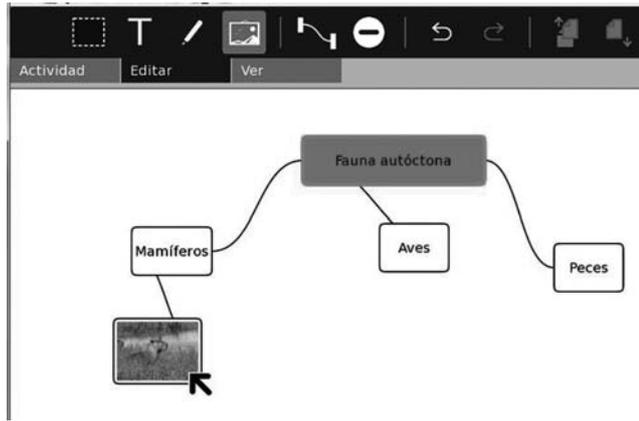 Actividad Editar Ver
Fauna autóctona
Mamíferos
Aves
Peces